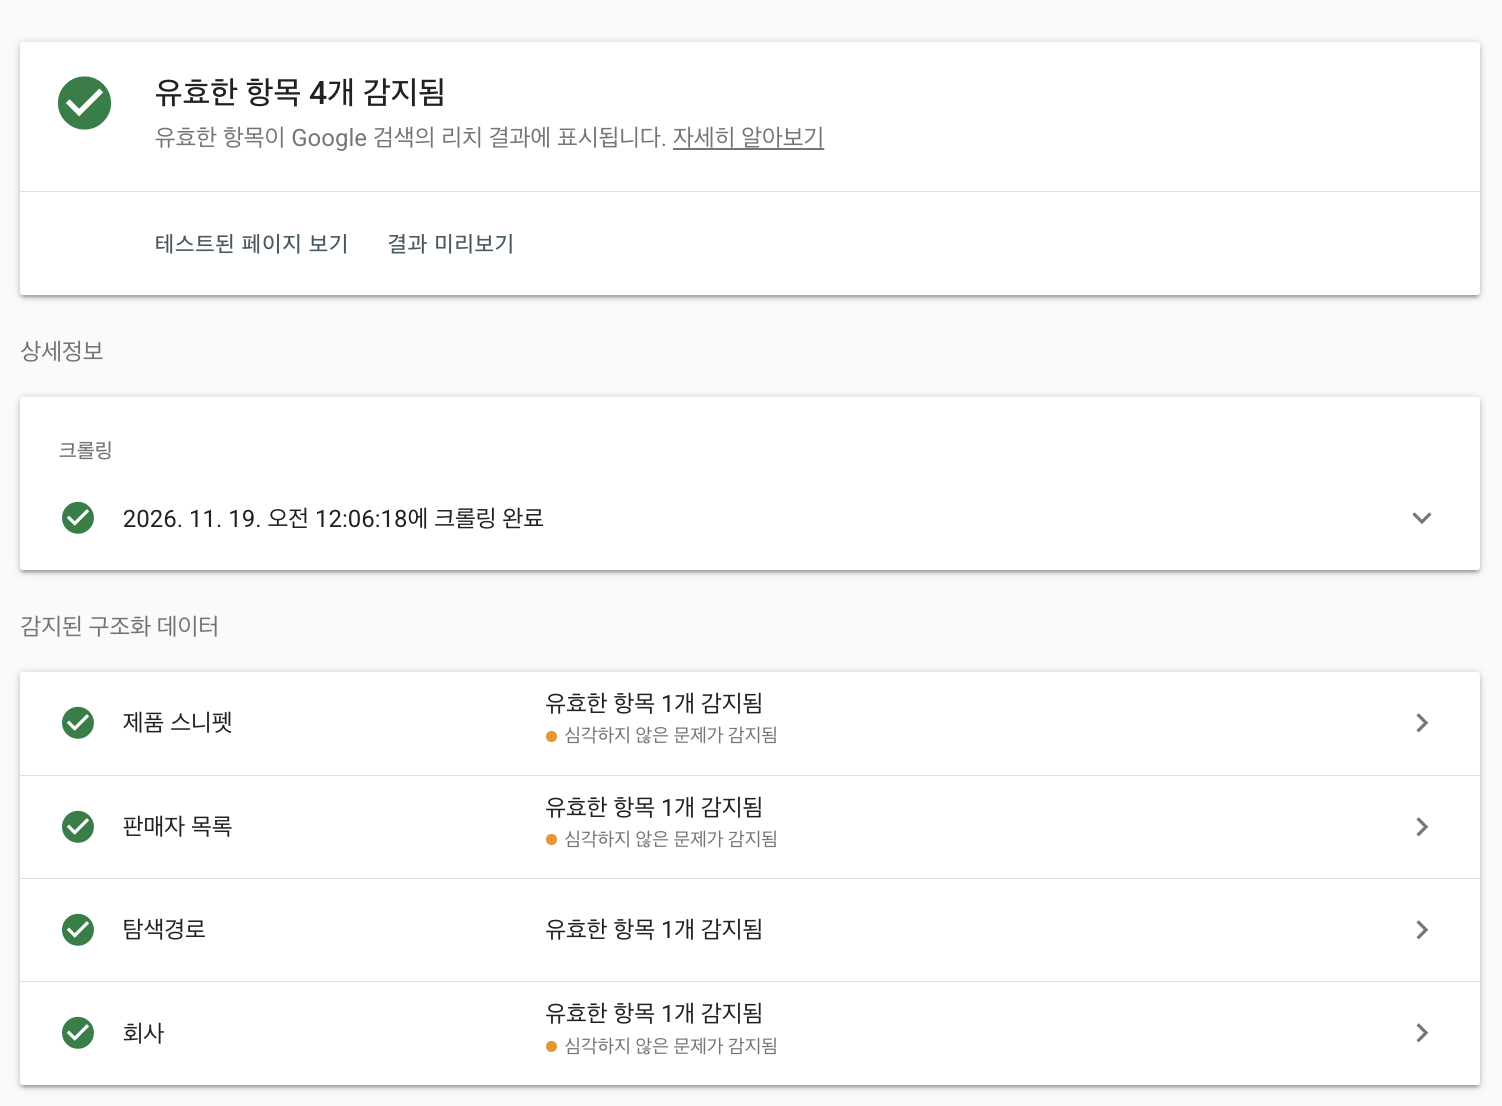 유효한 항목 4개 감지됨
유효한 항목이 Google 검색의 리치 결과에 표시됩니다. 자세히 알아보기
테스트된 페이지 보기 결과 미리보기
상세정보
크롤링
2026. 11. 19. 오전 12:06:18에 크롤링 완료
감지된 구조화 데이터
제품 스니펫
유효한 항목 1개 감지됨
심각하지 않은 문제가 감지됨
판매자 목록
유효한 항목 1개 감지됨
심각하지 않은 문제가 감지됨
탐색경로
유효한 항목 1개 감지됨
회사
유효한 항목 1개 감지됨
심각하지 않은 문제가 감지됨